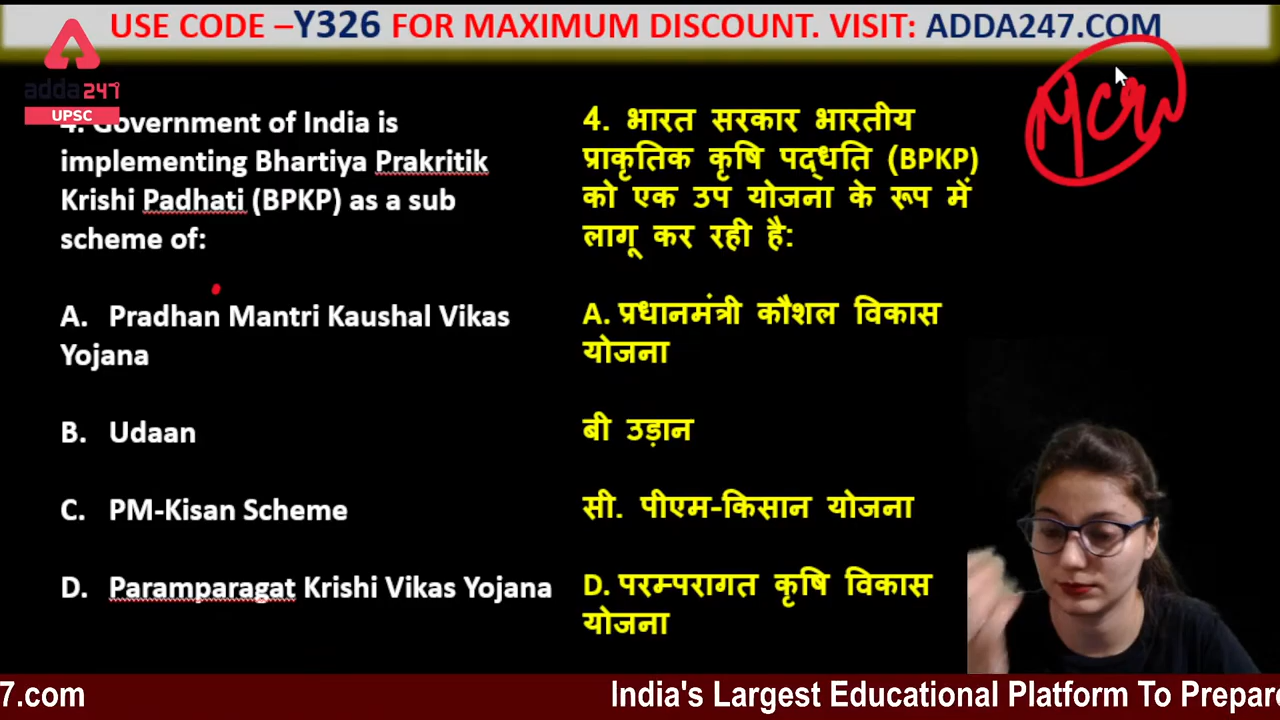 USE CODE –Y326 FOR MAXIMUM DISCOUNT. VISIT: ADDA247.COM
adda247
UPSC
4. Government of India is
implementing Bhartiya Prakritik
Krishi Padhati (BPKP) as a sub
scheme of:
A. Pradhan Mantri Kaushal Vikas
Yojana
B. Udaan
C. PM-Kisan Scheme
D. Paramparagat Krishi Vikas Yojana
4. भारत सरकार भारतीय
प्राकृतिक कृषि पद्धति (BPKP)
को एक उप योजना के रूप में
लागू कर रही है:
A. प्रधानमंत्री कौशल विकास
योजना
बी उड़ान
सी. पीएम-किसान योजना
D. परम्परागत कृषि विकास
योजना
7.com India's Largest Educational Platform To Prepare